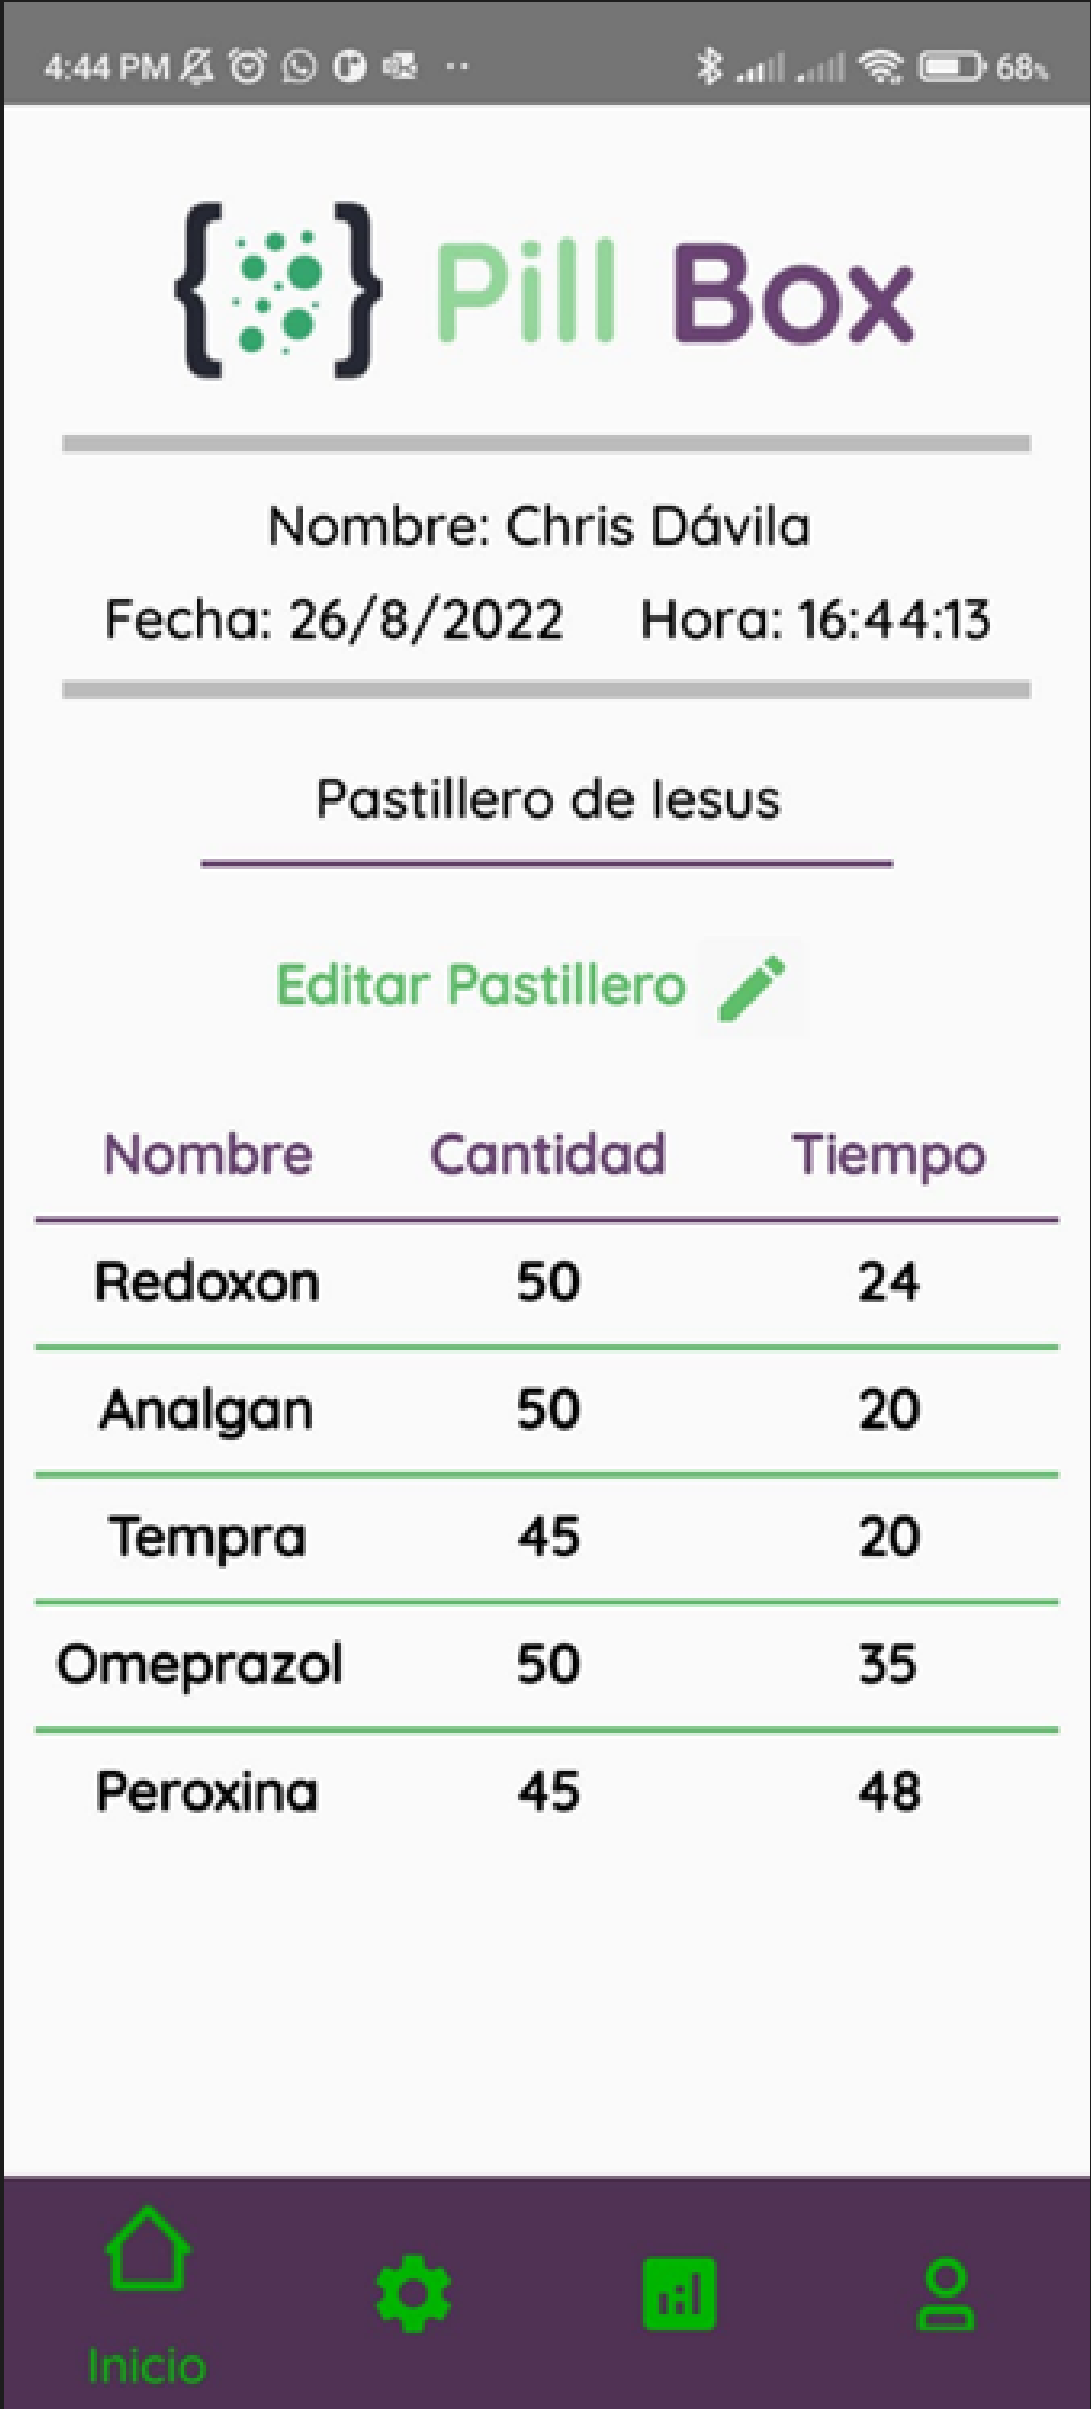 4:44 PM 68%
{ } Pill Box
Nombre: Chris Dávila
Fecha: 26/8/2022 Hora: 16:44:13
Pastillero de Iesus
Editar Pastillero
Nombre Cantidad Tiempo
Redoxon 50 24
Analgan 50 20
Tempra 45 20
Omeprazol 50 35
Peroxina 45 48
Inicio